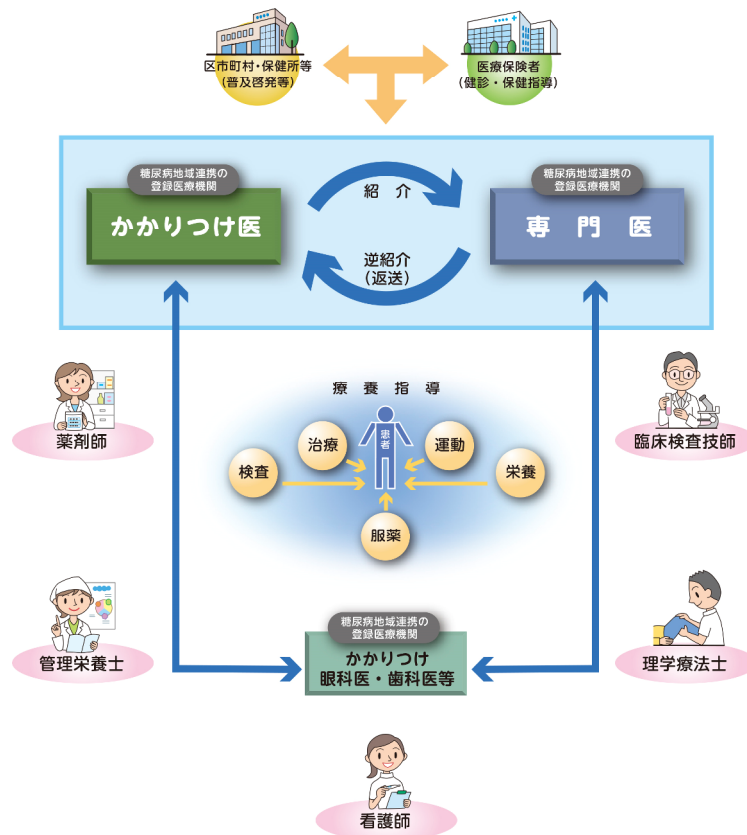 区市町村・保健所等
(普及啓発等)
医療保険者
(健診・保健指導)
糖尿病地域連携の
登録医療機関
かかりつけ医
紹介
逆紹介
(返送)
糖尿病地域連携の
登録医療機関
専門医
薬剤師
臨床検査技師
療養指導
患者
治療
運動
検査
栄養
服薬
管理栄養士
理学療法士
糖尿病地域連携の
登録医療機関
かかりつけ
眼科医・歯科医等
看護師